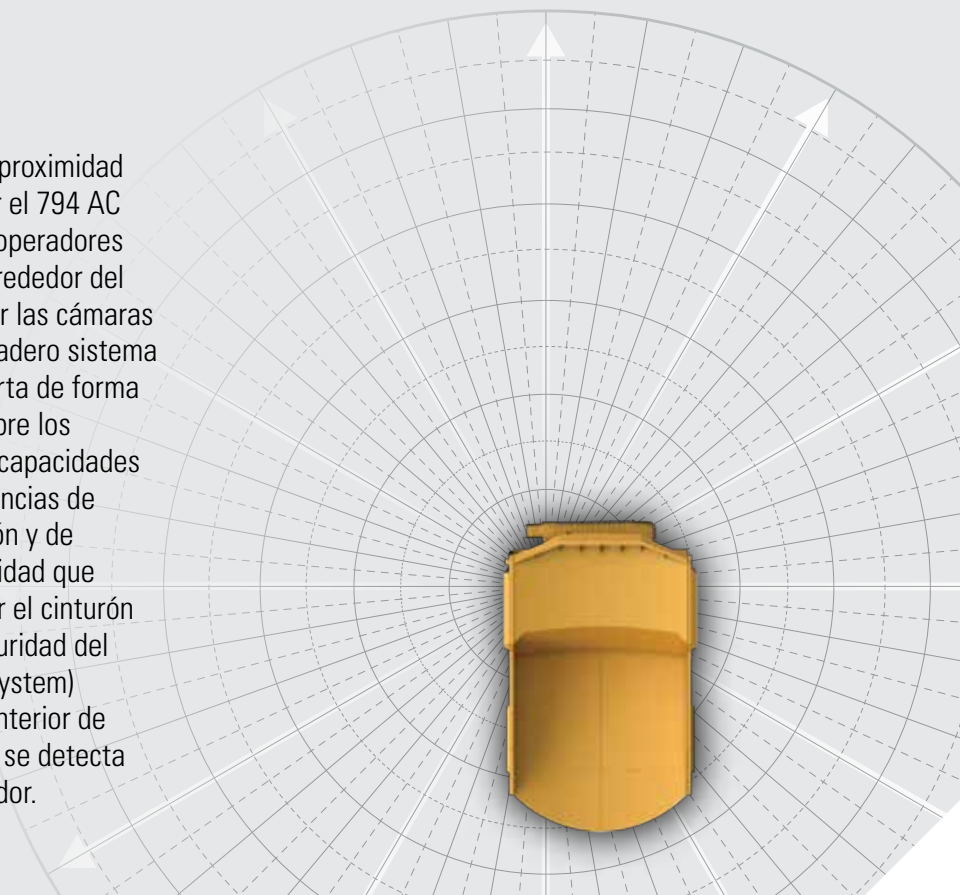 proximidad
r el 794 AC
operadores
rededor del
r las cámaras
adero sistema
rta de forma
bre los
capacidades
ncias de
ón y de
idad que
r el cinturón
uridad del
ystem)
nterior de
se detecta
dor.